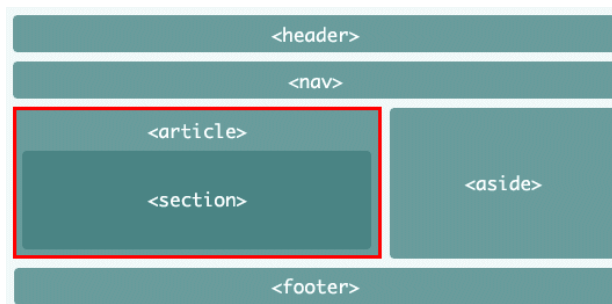 <header>
<nav>
<article>
<section>
<aside>
<footer>